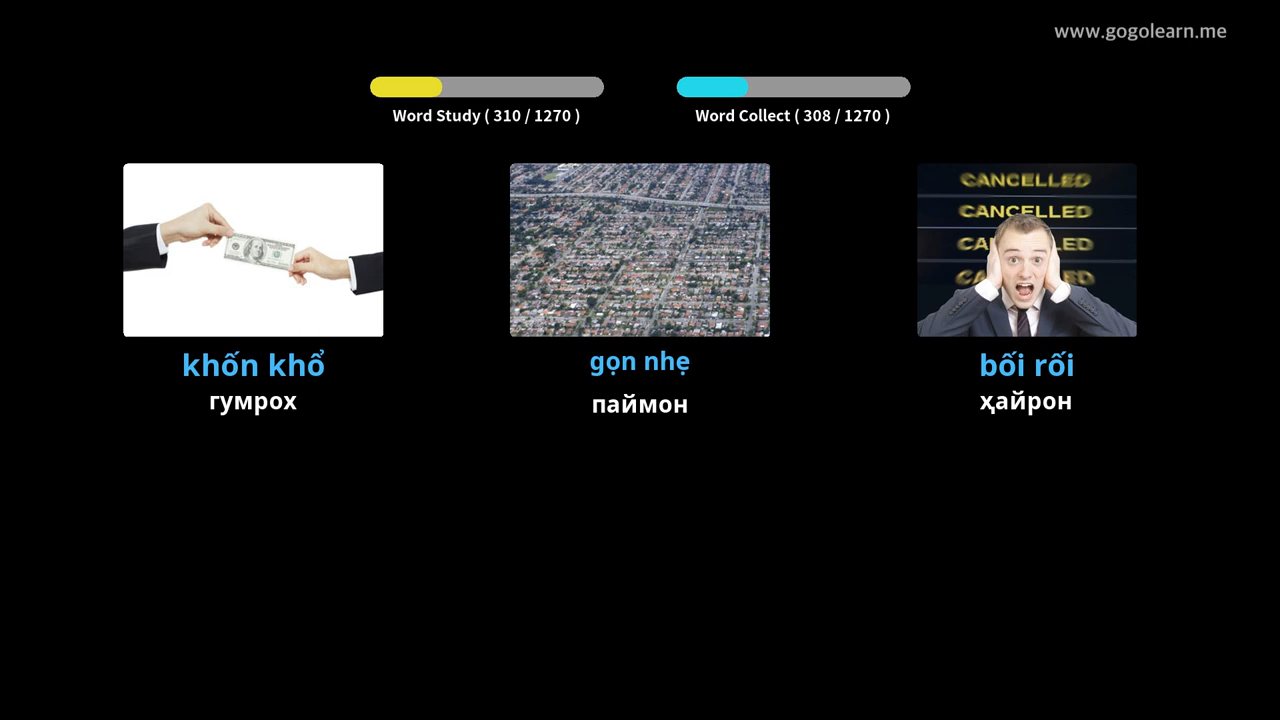 www.gogolearn.me
Word Study ( 310 / 1270 )
Word Collect ( 308 / 1270 )
CANCELLED
CANCELLED
khốn khổ
gọn nhẹ
bối rối
гумрох
паймон
ҳайрон